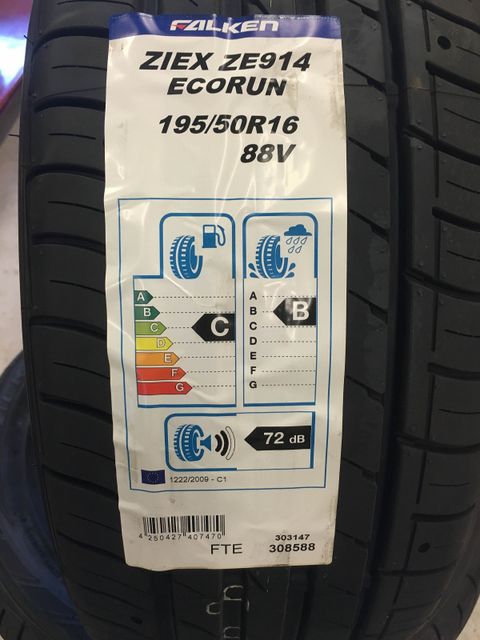 FALKEN
ZIEX ZE914
ECORUN
195/50R16
88V
A
B
C
D
E
F
G
C
A
B
C
D
E
F
G
B
72 dB
1222/2009 - C1
4 250427 407470
FTE
303147
308588